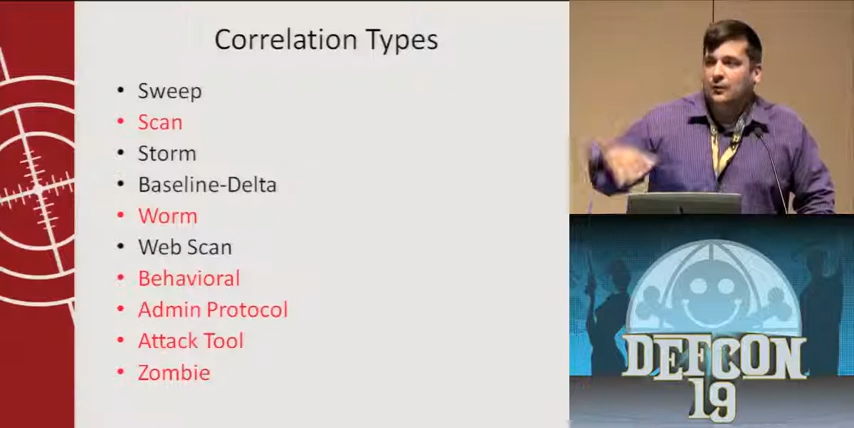 Correlation Types
• Sweep
• Scan
• Storm
• Baseline-Delta
• Worm
• Web Scan
• Behavioral
• Admin Protocol
• Attack Tool
• Zombie
DEFCON
19